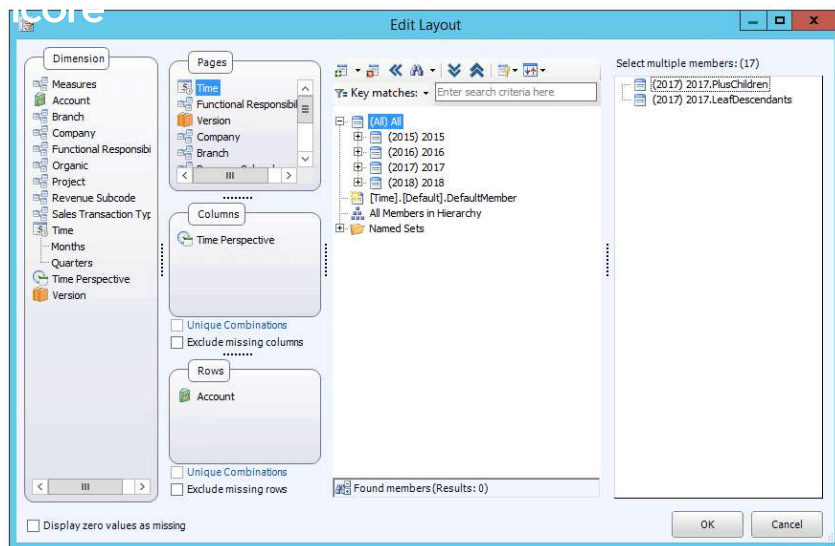 ncore
Edit Layout
Dimension
Measures
Account
Branch
Company
Functional Responsibi
Organic
Project
Revenue Subcode
Sales Transaction Typ
Time
Months
Quarters
Time Perspective
Version
Pages
Time
Functional Responsibil
Version
Company
Branch
Columns
Time Perspective
Unique Combinations
Exclude missing columns
Rows
Account
Unique Combinations
Exclude missing rows
Key matches:
Enter search criteria here
(All) All
(2015) 2015
(2016) 2016
(2017) 2017
(2018) 2018
[Time].[Default].DefaultMember
All Members in Hierarchy
Named Sets
Found members (Results: 0)
Select multiple members: (17)
(2017) 2017.PlusChildren
(2017) 2017.LeafDescendants
Display zero values as missing
OK
Cancel